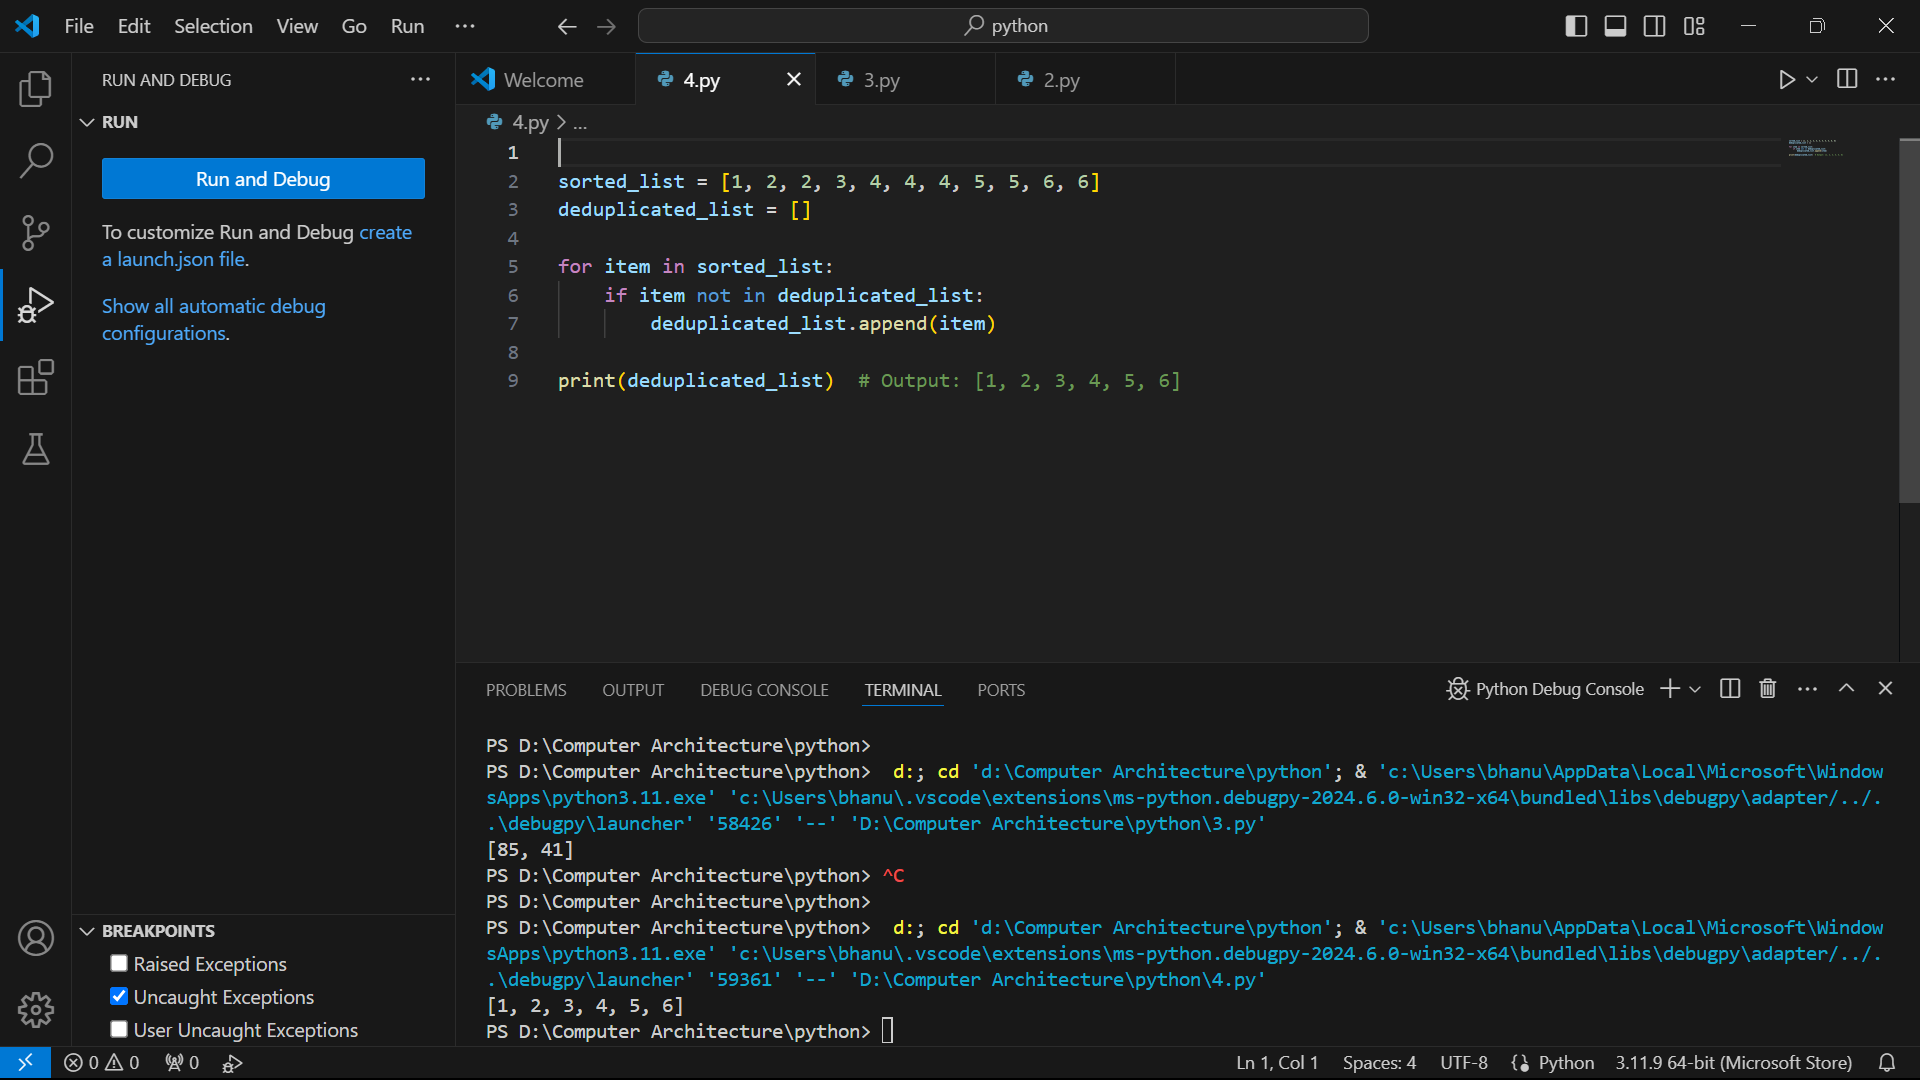 File Edit Selection View Go Run ··· python
RUN AND DEBUG ···
RUN
Run and Debug
To customize Run and Debug create
a launch.json file.
Show all automatic debug
configurations.
BREAKPOINTS
Raised Exceptions
Uncaught Exceptions
User Uncaught Exceptions
Welcome 4.py 3.py 2.py
4.py > ...
1
2 sorted_list = [1, 2, 2, 3, 4, 4, 4, 5, 5, 6, 6]
3 deduplicated_list = []
4
5 for item in sorted_list:
6     if item not in deduplicated_list:
7         deduplicated_list.append(item)
8
9 print(deduplicated_list)  # Output: [1, 2, 3, 4, 5, 6]
PROBLEMS OUTPUT DEBUG CONSOLE TERMINAL PORTS Python Debug Console
PS D:\Computer Architecture\python>
PS D:\Computer Architecture\python>  d:; cd 'd:\Computer Architecture\python'; & 'c:\Users\bhanu\AppData\Local\Microsoft\Window
sApps\python3.11.exe' 'c:\Users\bhanu\.vscode\extensions\ms-python.debugpy-2024.6.0-win32-x64\bundled\libs\debugpy\adapter/../.
.\debugpy\launcher' '58426' '--' 'D:\Computer Architecture\python\3.py'
[85, 41]
PS D:\Computer Architecture\python> ^C
PS D:\Computer Architecture\python>
PS D:\Computer Architecture\python>  d:; cd 'd:\Computer Architecture\python'; & 'c:\Users\bhanu\AppData\Local\Microsoft\Window
sApps\python3.11.exe' 'c:\Users\bhanu\.vscode\extensions\ms-python.debugpy-2024.6.0-win32-x64\bundled\libs\debugpy\adapter/../.
.\debugpy\launcher' '59361' '--' 'D:\Computer Architecture\python\4.py'
[1, 2, 3, 4, 5, 6]
PS D:\Computer Architecture\python>
0 0 0 Ln 1, Col 1 Spaces: 4 UTF-8 Python 3.11.9 64-bit (Microsoft Store)